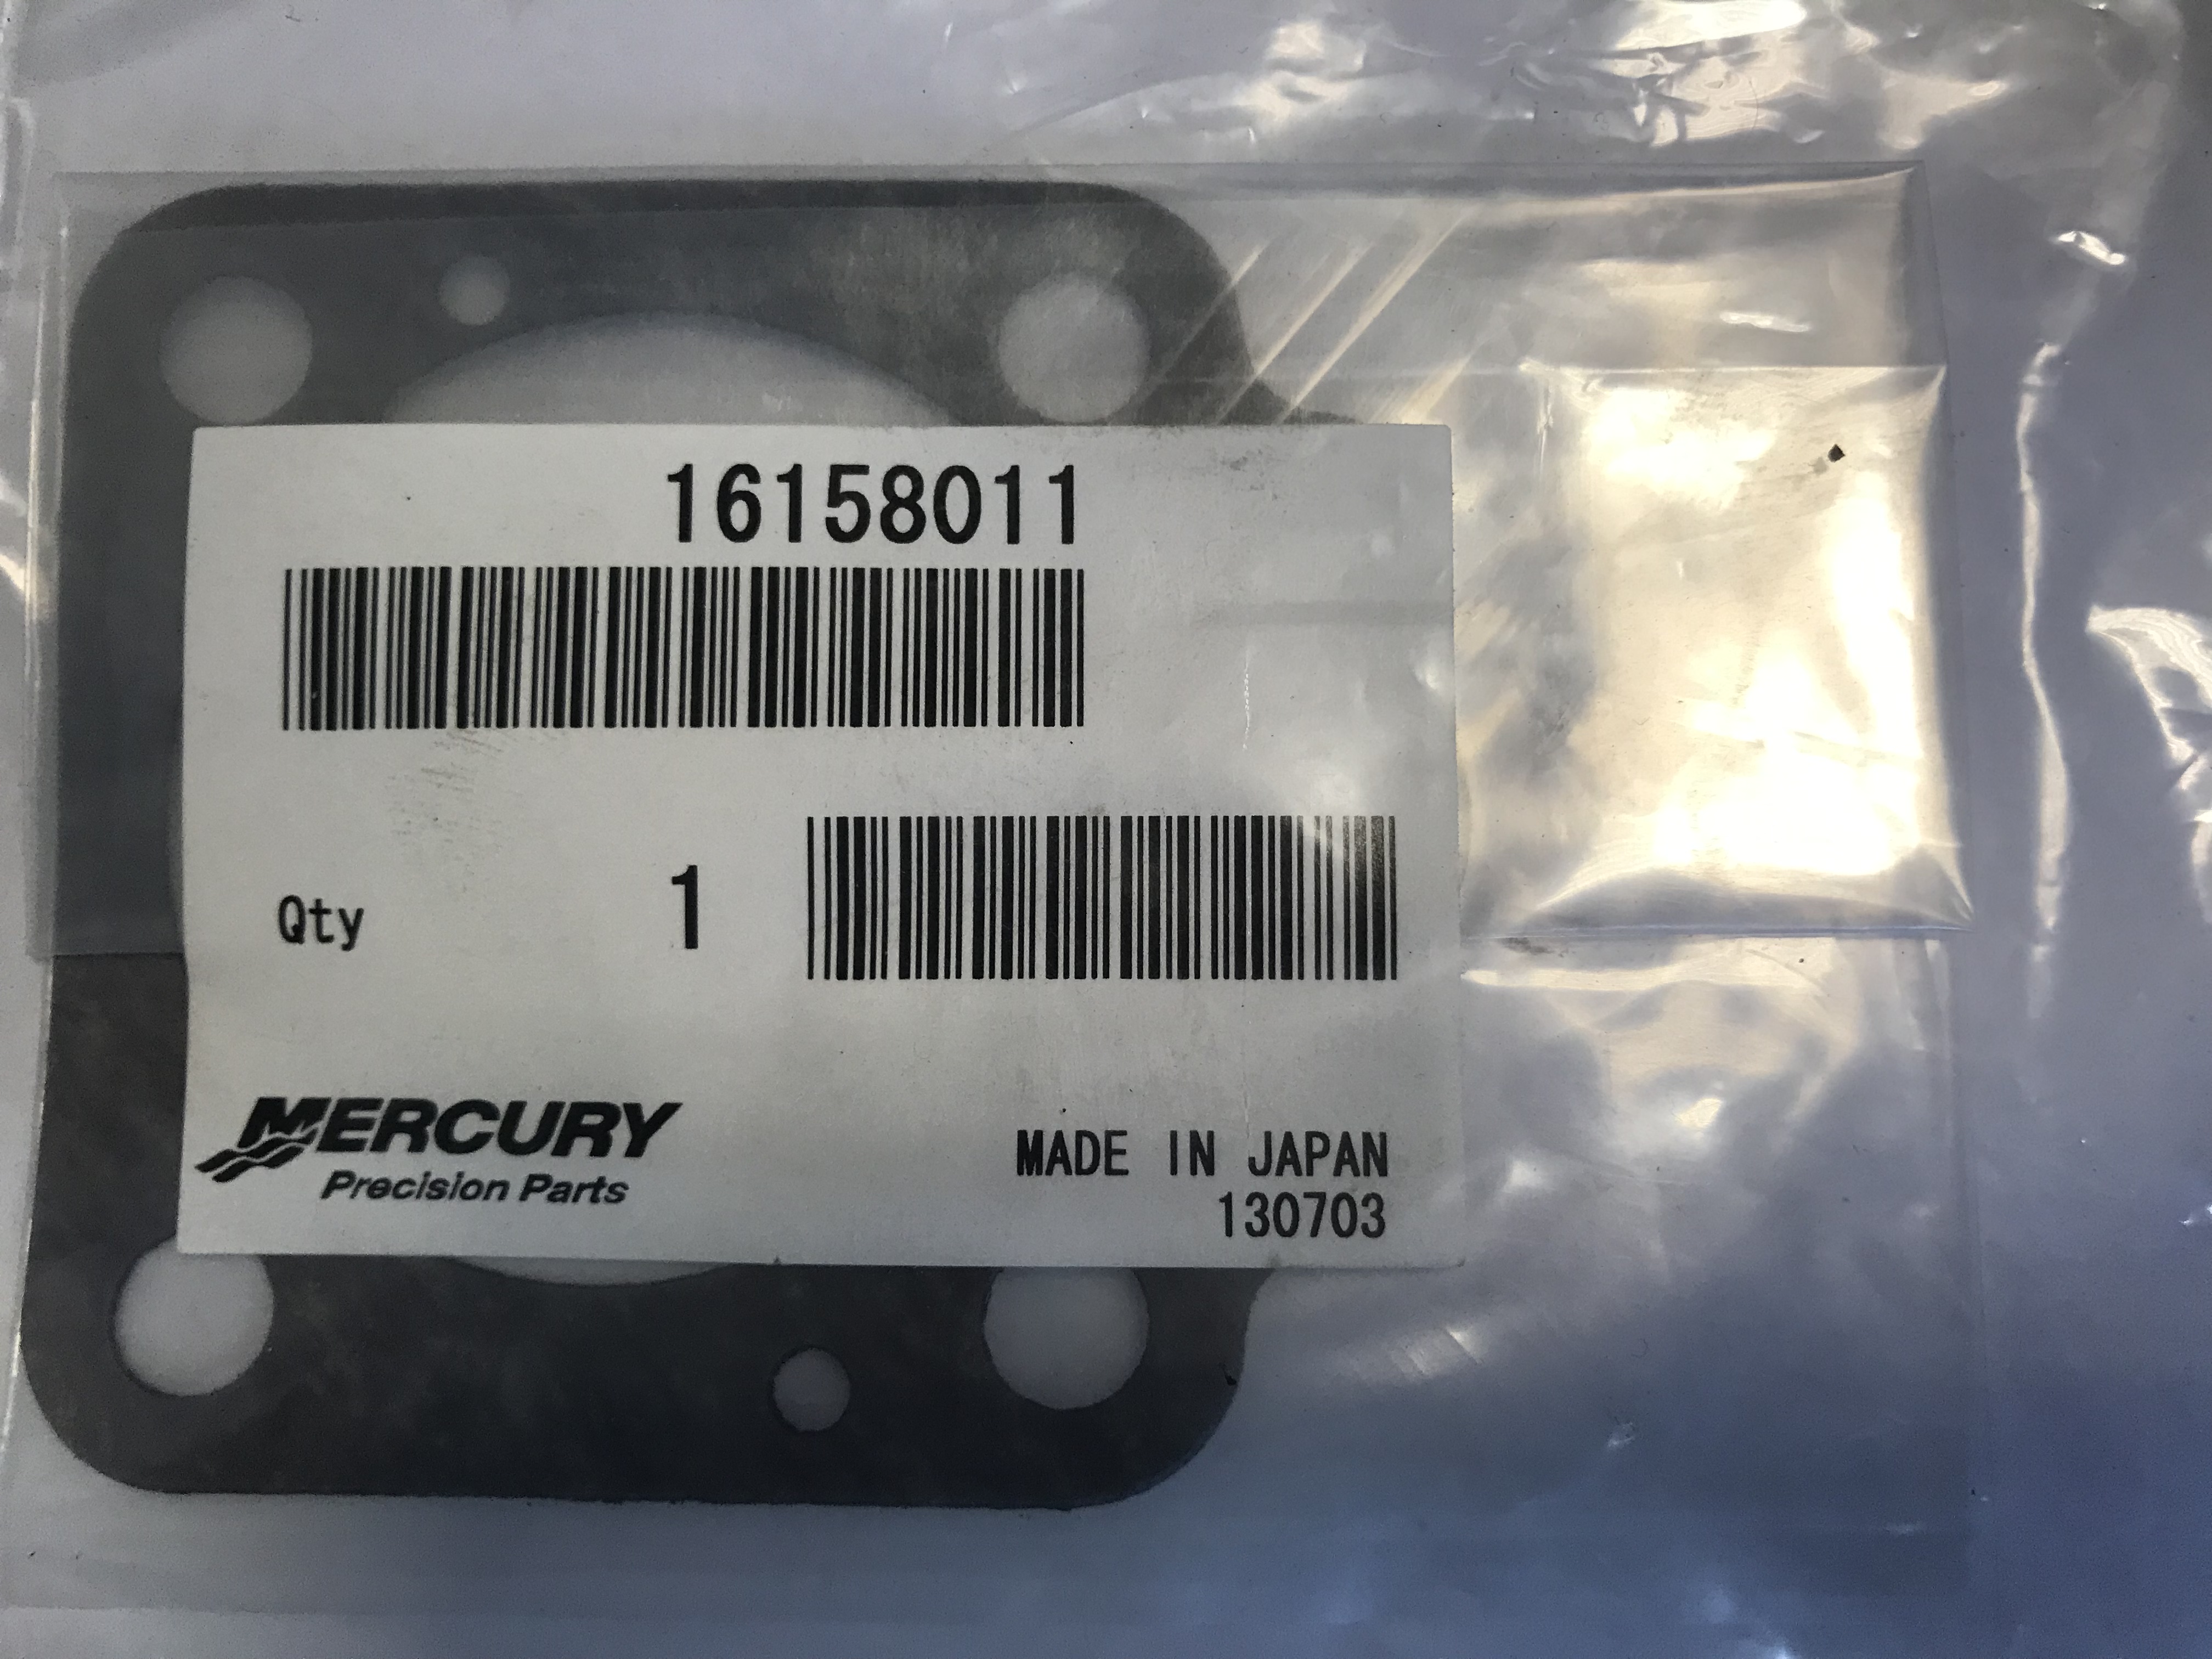 16158011
Qty 1
MERCURY
Precision Parts
MADE IN JAPAN
130703